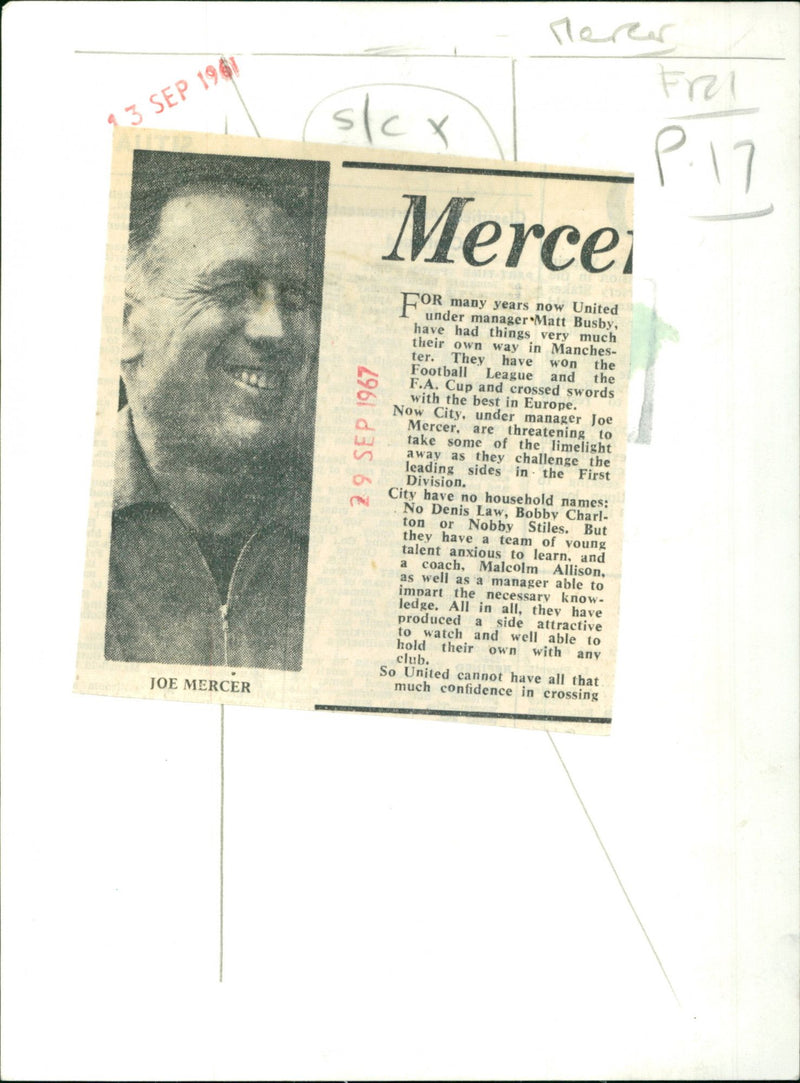 Mercer
13 SEP 1961
Frel
s/c x
P.17
Mercer
29 SEP 1967
FOR many years now United
under manager Matt Busby,
have had things very much
their own way in Manches-
ter. They have won the
Football League and the
F.A. Cup and crossed swords
with the best in Europe.
Now City, under manager Joe
Mercer, are threatening to
take some of the limelight
away as they challenge the
leading sides in the First
Division.
City have no household names:
No Denis Law, Bobby Charl-
ton or Nobby Stiles. But
they have a team of young
talent anxious to learn, and
a coach, Malcolm Allison,
as well as a manager able to
impart the necessary know-
ledge. All in all, they have
produced a side attractive
to watch and well able to
hold their own with any
club.
So United cannot have all that
much confidence in crossing
JOE MERCER